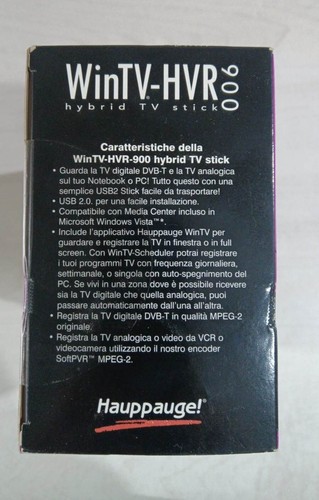 WinTV®-HVR 900
hybrid TV stick
Caratteristiche della
WinTV-HVR-900 hybrid TV stick
• Guarda la TV digitale DVB-T e la TV analogica
sul tuo Notebook o PC! Tutto questo con una
semplice USB2 Stick facile da trasportare!
• USB 2.0. per una facile installazione.
• Compatibile con Media Center incluso in
Microsoft Windows Vista™*.
• Include l'applicativo Hauppauge WinTV per
guardare e registrare la TV in finestra o in full
screen. Con WinTV-Scheduler potrai registrare
i tuoi programmi TV con frequenza giornaliera,
settimanale, o singola con auto-spegnimento del
PC. Se vivi in una zona dove è possibile ricevere
sia la TV digitale che quella analogica, puoi
passare automaticamente dall'una all'altra.
• Registra la TV digitale DVB-T in qualità MPEG-2
originale.
• Registra la TV analogica o video da VCR o
videocamera utilizzando il nostro encoder
SoftPVR™ MPEG-2.
Hauppauge!®